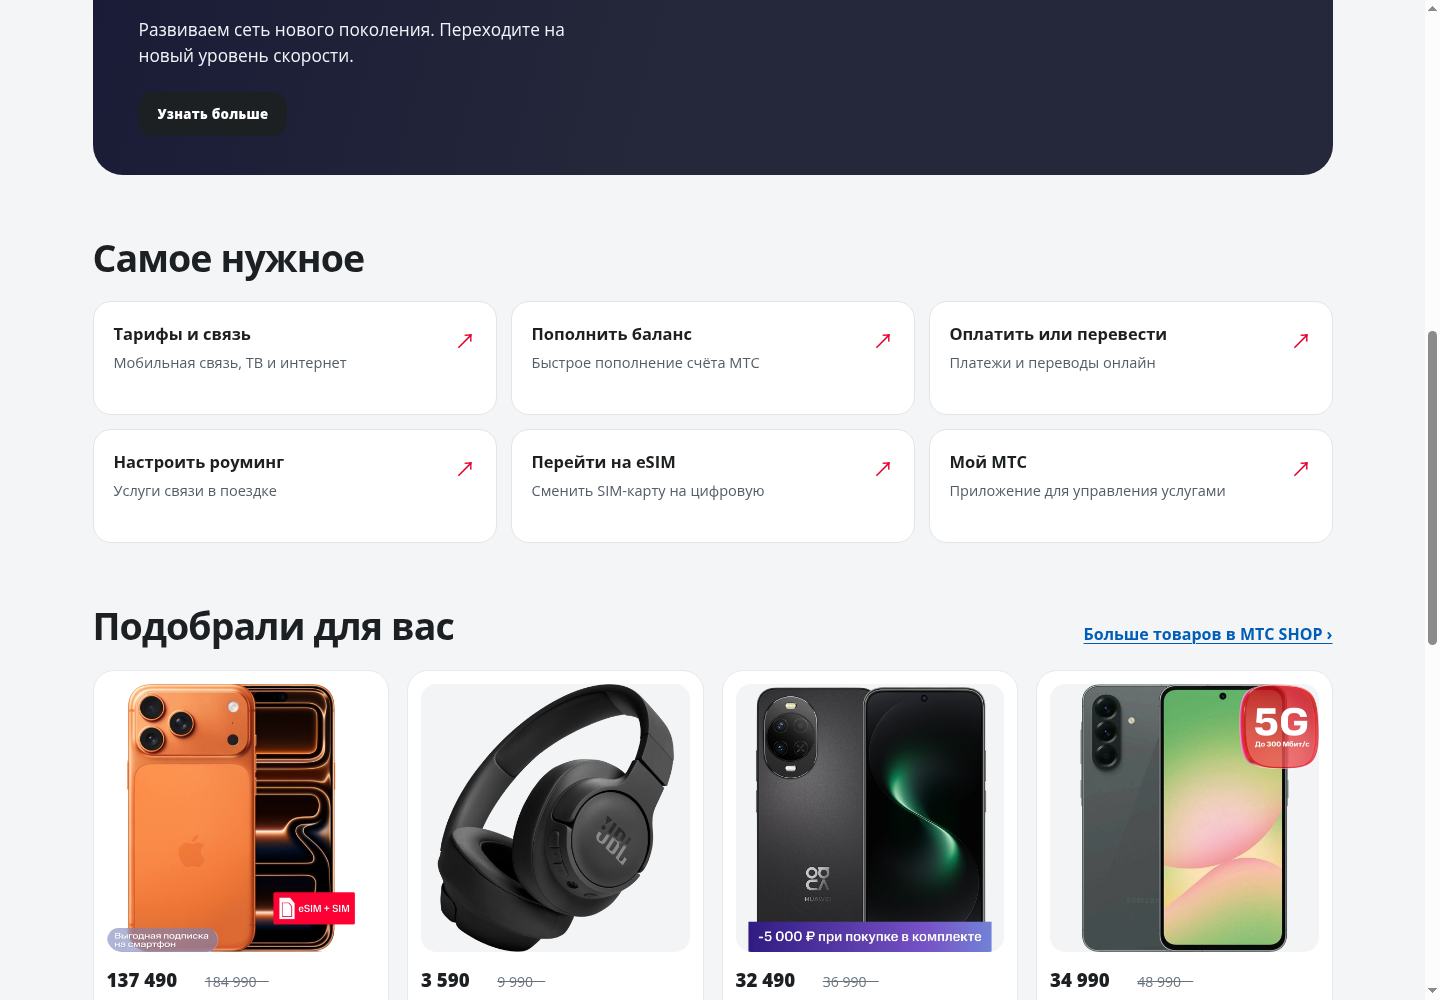 Развиваем сеть нового поколения. Переходите на
новый уровень скорости.
Узнать больше
Самое нужное
Тарифы и связь
Мобильная связь, ТВ и интернет
Пополнить баланс
Быстрое пополнение счёта МТС
Оплатить или перевести
Платежи и переводы онлайн
Настроить роуминг
Услуги связи в поездке
Перейти на eSIM
Сменить SIM-карту на цифровую
Мой МТС
Приложение для управления услугами
Подобрали для вас
Больше товаров в МТС SHOP ›
eSIM + SIM
Выгодная подписка
на смартфон
JBL
HUAWEI
-5 000 ₽ при покупке в комплекте
5G
До 300 Мбит/с
SAMSUNG
137 490 184 990
3 590 9 990
32 490 36 990
34 990 48 990